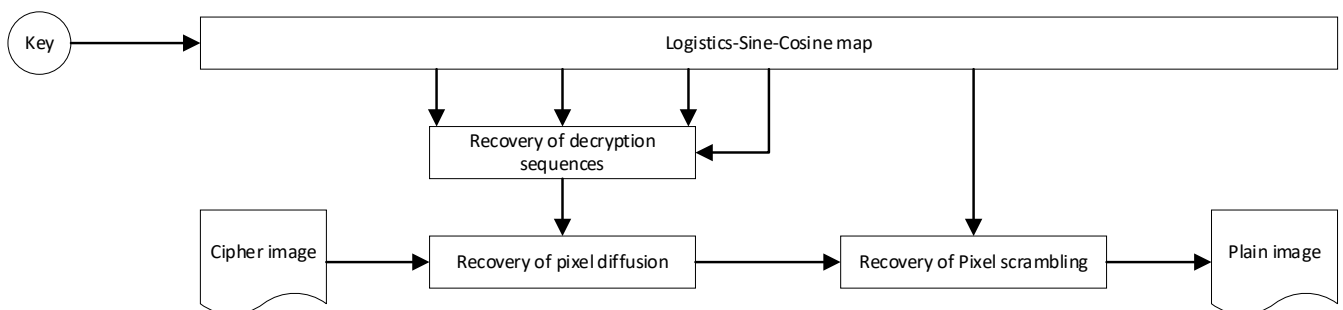 Key
Logistics-Sine-Cosine map
Recovery of decryption
sequences
Cipher image
Recovery of pixel diffusion
Recovery of Pixel scrambling
Plain image